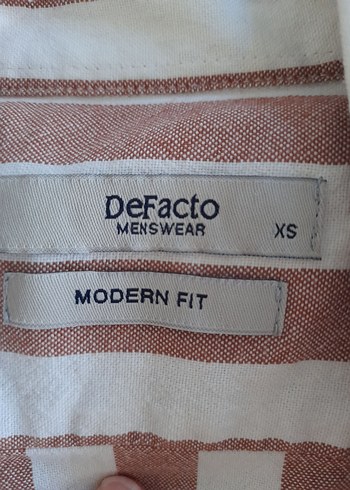 DeFacto
MENSWEAR XS
MODERN FIT